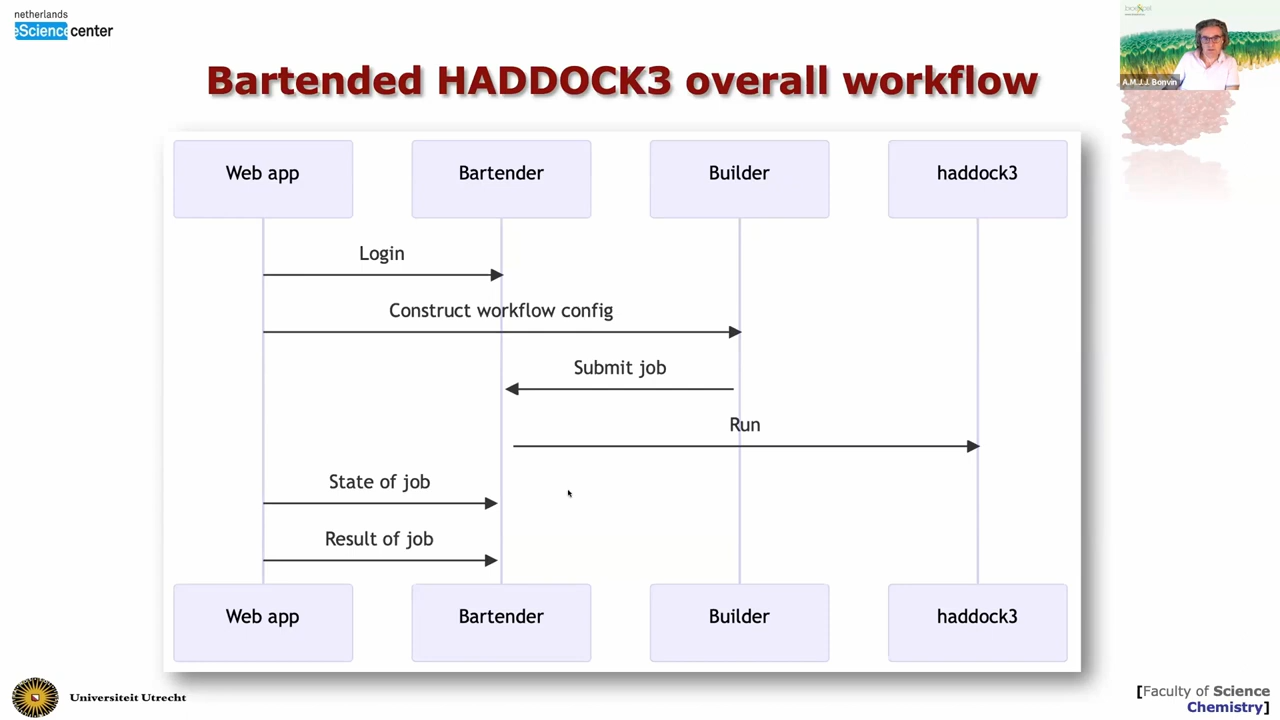 netherlands
eScience center
A.M.J.J. Bonvin
Bartended HADDOCK3 overall workflow
Web app
Bartender
Builder
haddock3
Login
Construct workflow config
Submit job
Run
State of job
Result of job
Web app
Bartender
Builder
haddock3
Universiteit Utrecht
[Faculty of Science
Chemistry]